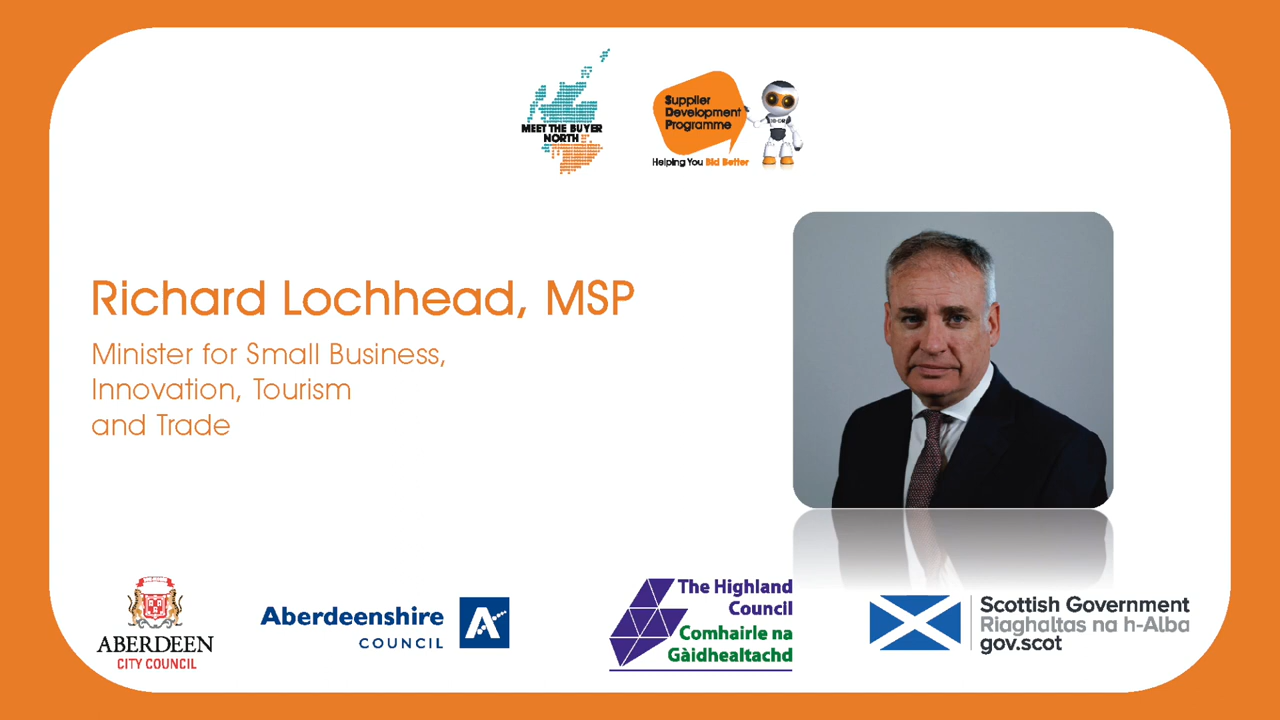 MEET THE BUYER
NORTH
Supplier
Development
Programme
Helping You Bid Better
Richard Lochhead, MSP
Minister for Small Business,
Innovation, Tourism
and Trade
ABERDEEN
CITY COUNCIL
Aberdeenshire
COUNCIL
The Highland
Council
Comhairle na
Gàidhealtachd
Scottish Government
Riaghaltas na h-Alba
gov.scot